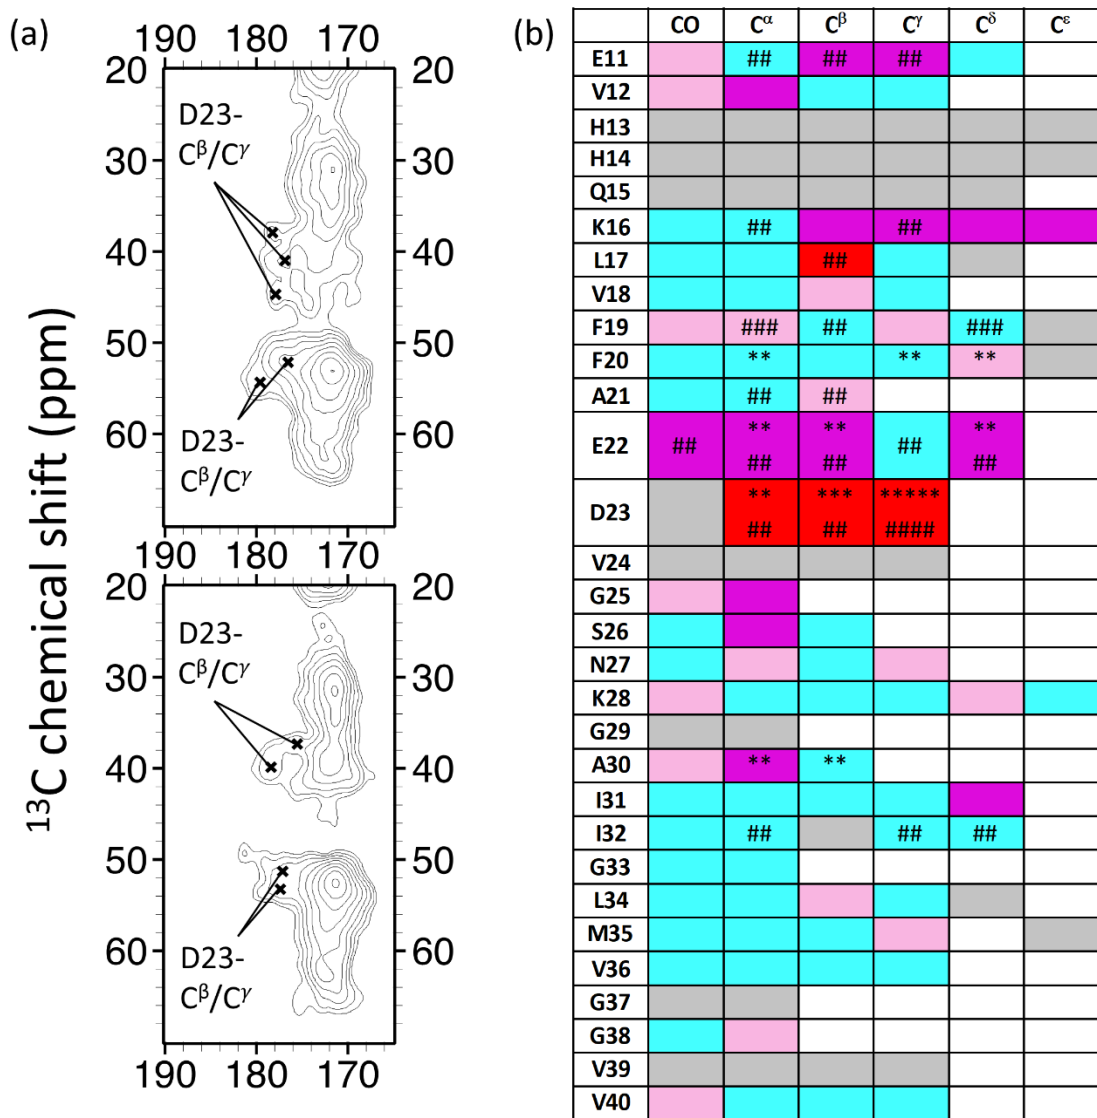 (a)
190 180 170
20 20
D23-
Cβ/Cγ
30 30
40 40
50 50
D23-
Cβ/Cγ
60 60
190 180 170
20 20
D23-
Cβ/Cγ
30 30
40 40
50 50
D23-
Cβ/Cγ
60 60
190 180 170
13C chemical shift (ppm)
(b)
CO Cα Cβ Cγ Cδ Cε
E11 ## ## ##
V12
H13
H14
Q15
K16 ## ##
L17 ##
V18
F19 ### ## ###
F20 ** ** **
A21 ## ##
** ** **
E22 ## ##
## ## ##
** *** *****
D23
## ## ####
V24
G25
S26
N27
K28
G29
A30 ** **
I31
I32 ## ## ##
G33
L34
M35
V36
G37
G38
V39
V40